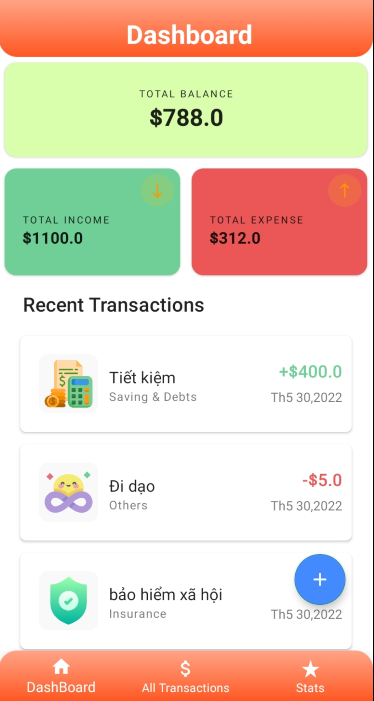 Dashboard
TOTAL BALANCE
$788.0
TOTAL INCOME
$1100.0
TOTAL EXPENSE
$312.0
Recent Transactions
Tiết kiệm
+$400.0
Saving & Debts
Th5 30,2022
Đi dạo
-$5.0
Others
Th5 30,2022
bảo hiểm xã hội
Insurance
Th5 30,2022
DashBoard
All Transactions
Stats